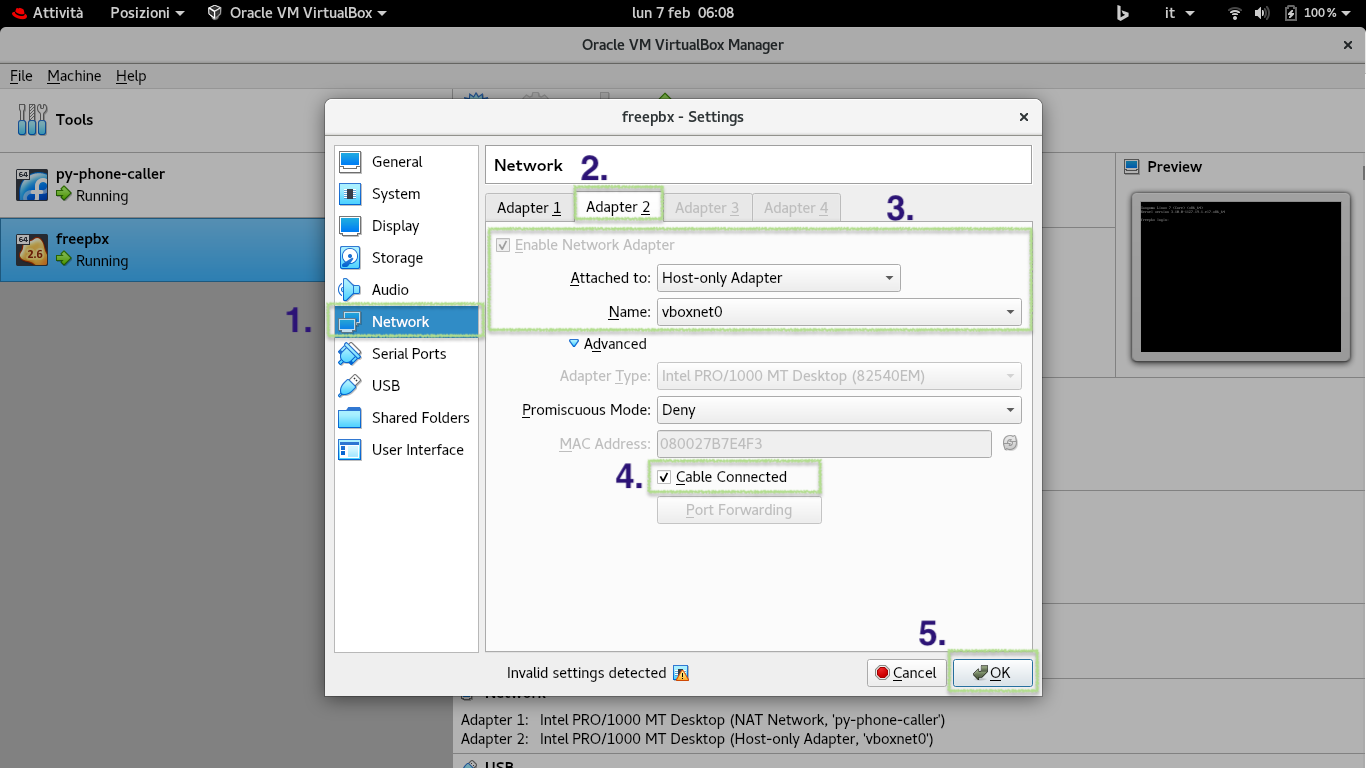 Attività Posizioni Oracle VM VirtualBox lun 7 feb 06:08 it 100%
Oracle VM VirtualBox Manager
File Machine Help
Tools
64
py-phone-caller
Running
64
2.6
freepbx
Running
freepbx - Settings
General
System
Display
Storage
Audio
1.
Network
Serial Ports
USB
Shared Folders
User Interface
Network
2.
Adapter 1 Adapter 2 Adapter 3 Adapter 4
3.
Enable Network Adapter
Attached to: Host-only Adapter
Name: vboxnet0
Advanced
Adapter Type: Intel PRO/1000 MT Desktop (82540EM)
Promiscuous Mode: Deny
MAC Address: 080027B7E4F3
4.
Cable Connected
Port Forwarding
5.
Invalid settings detected Cancel OK
Preview
Network
Adapter 1: Intel PRO/1000 MT Desktop (NAT Network, 'py-phone-caller')
Adapter 2: Intel PRO/1000 MT Desktop (Host-only Adapter, 'vboxnet0')
USB